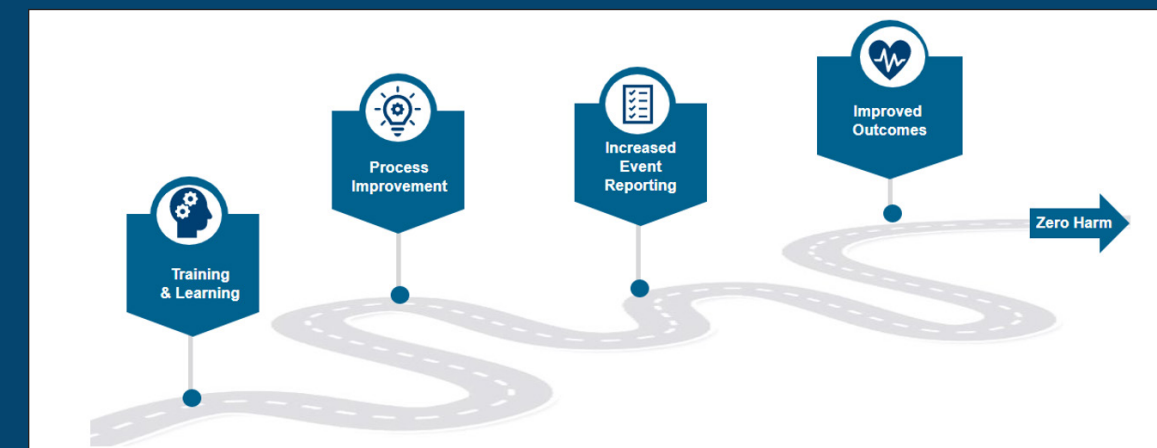 Training
& Learning
Process
Improvement
Increased
Event
Reporting
Improved
Outcomes
Zero Harm